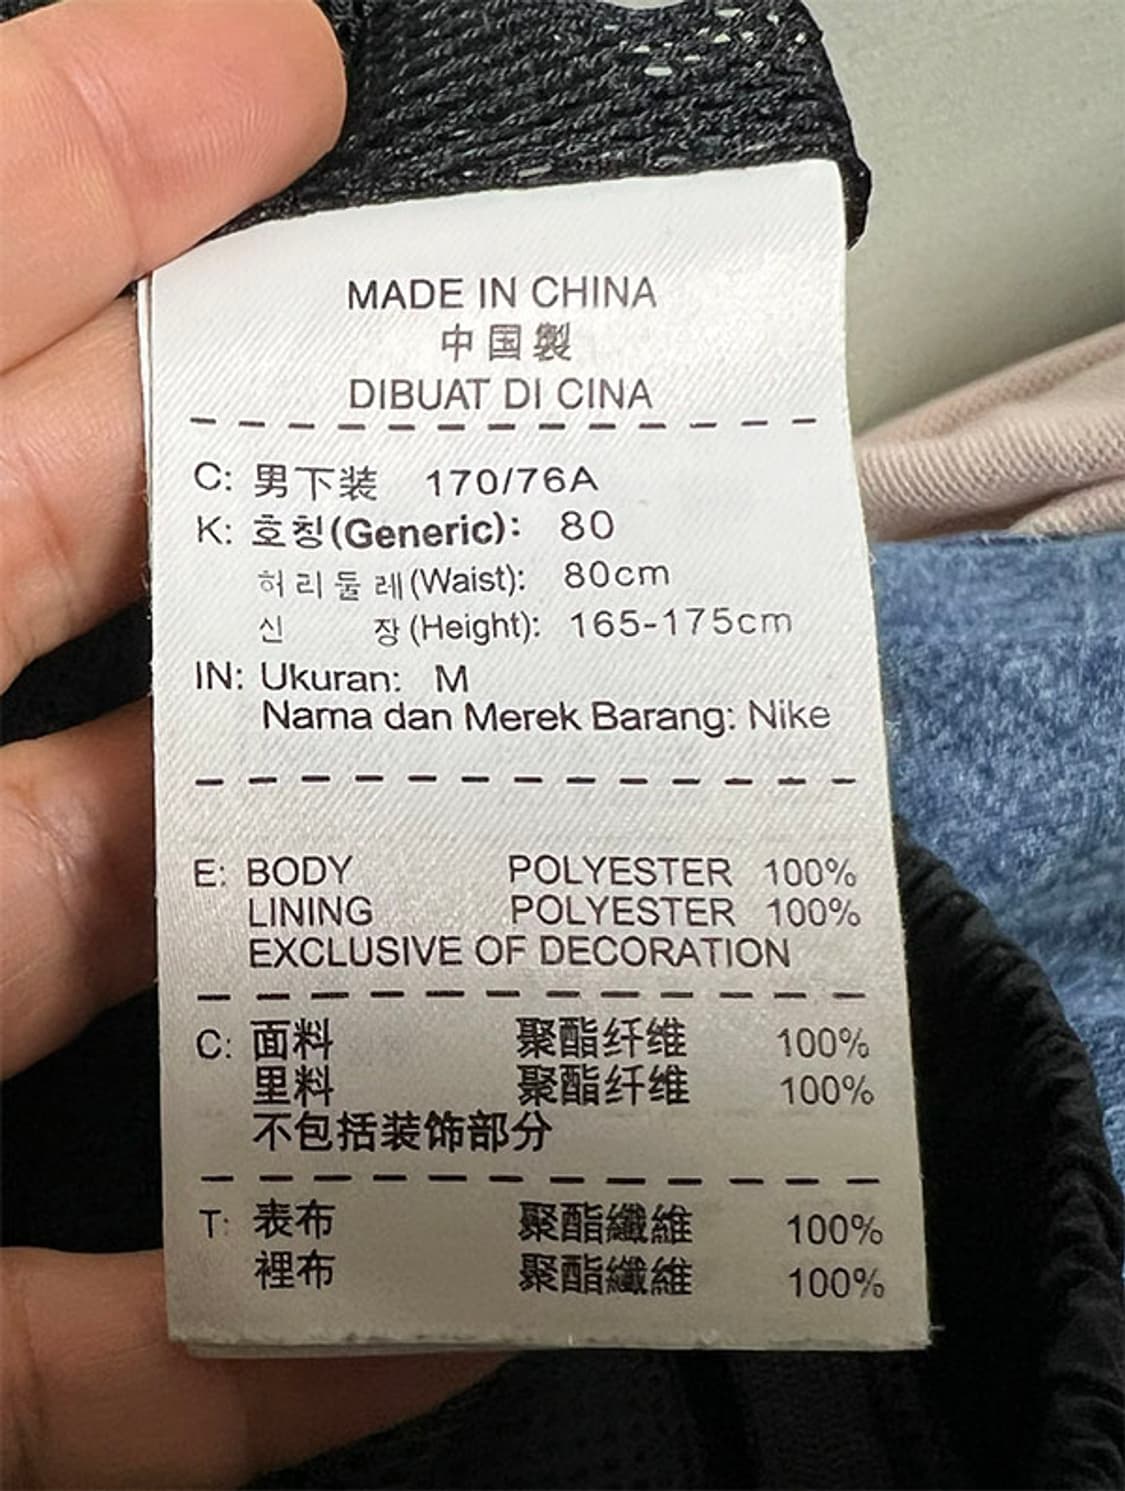 MADE IN CHINA
中国製
DIBUAT DI CINA
C: 男下装 170/76A
K: 호칭(Generic): 80
허리둘레(Waist): 80cm
신 장(Height): 165-175cm
IN: Ukuran: M
Nama dan Merek Barang: Nike
E: BODY POLYESTER 100%
LINING POLYESTER 100%
EXCLUSIVE OF DECORATION
C: 面料 聚酯纤维 100%
里料 聚酯纤维 100%
不包括装饰部分
T: 表布 聚酯纖維 100%
裡布 聚酯纖維 100%